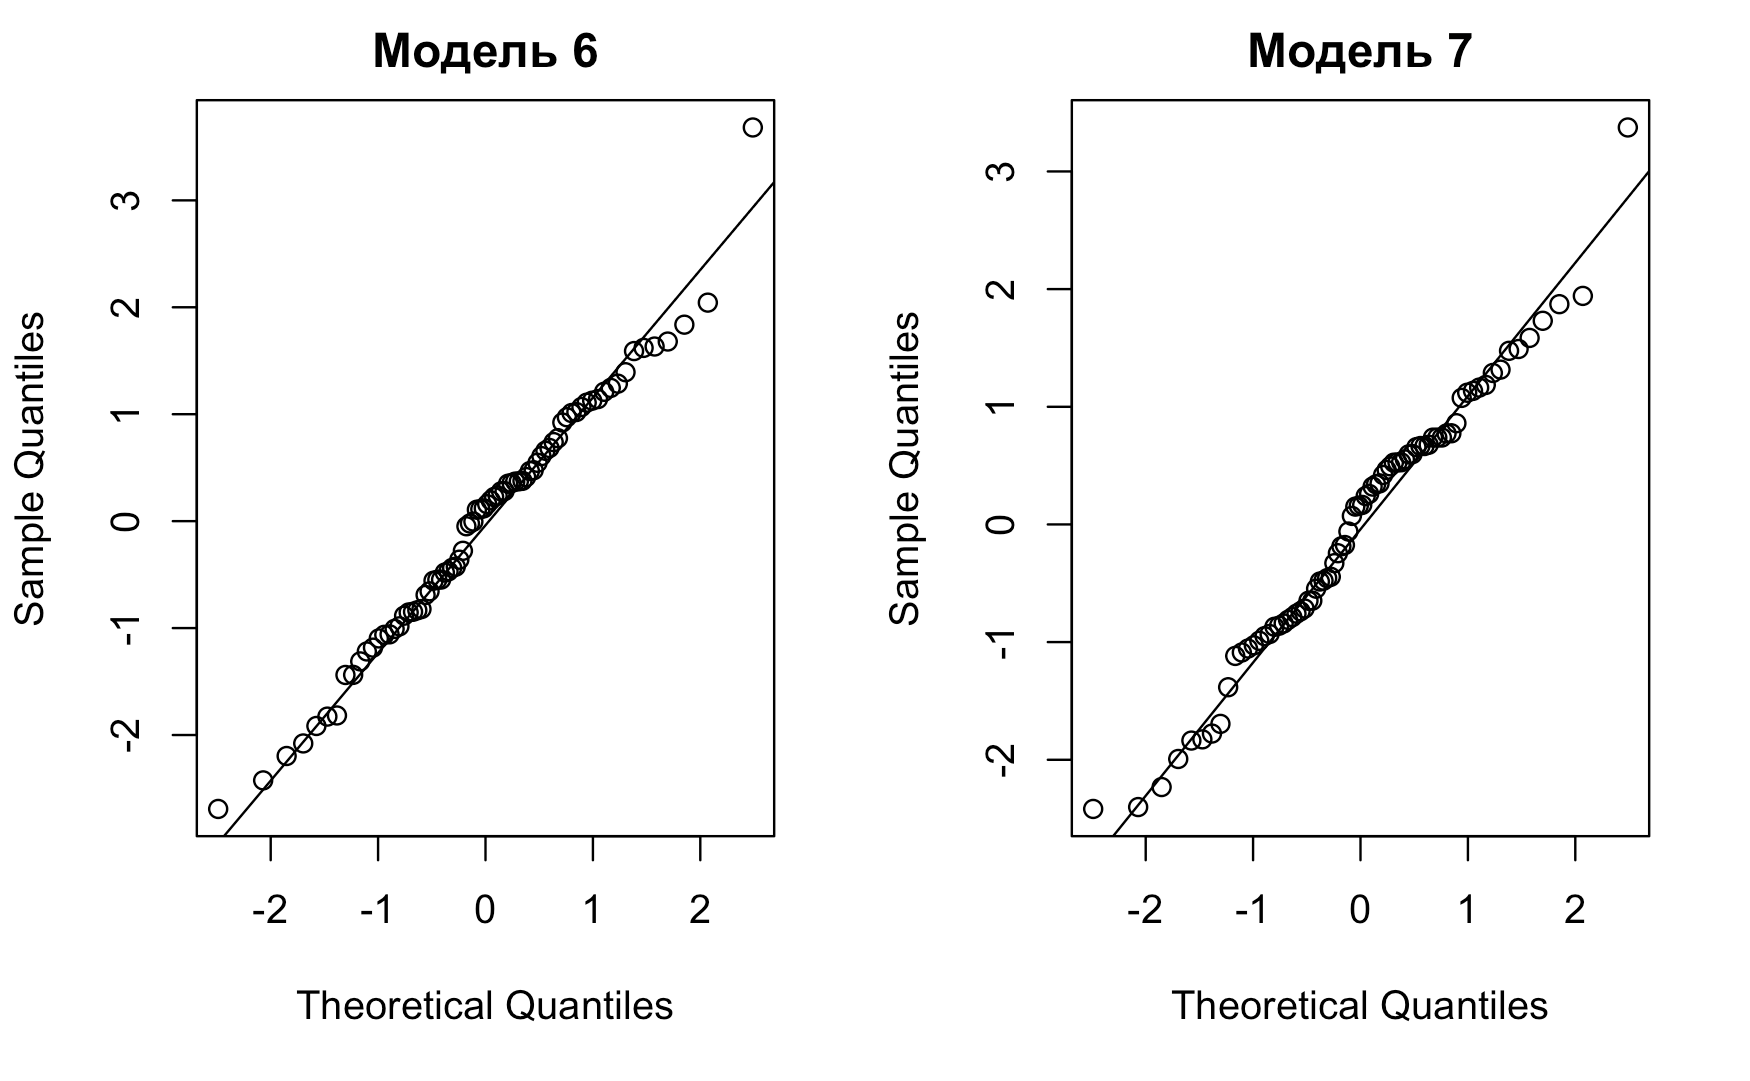 Модель 6
Sample Quantiles
3
2
1
0
-1
-2
-2 -1 0 1 2
Theoretical Quantiles
Модель 7
Sample Quantiles
3
2
1
0
-1
-2
-2 -1 0 1 2
Theoretical Quantiles